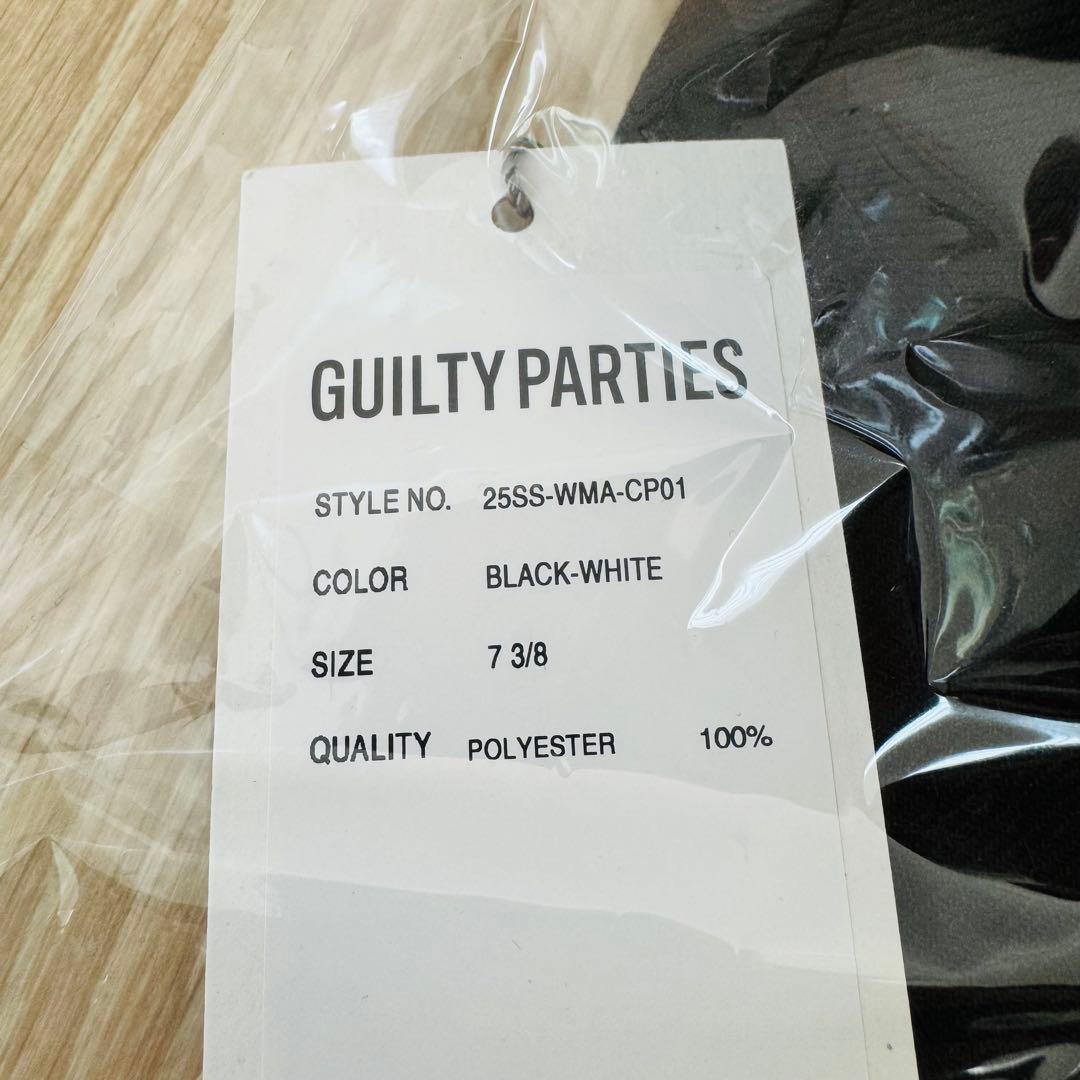 GUILTY PARTIES
STYLE NO. 25SS-WMA-CP01
COLOR BLACK-WHITE
SIZE 7 3/8
QUALITY POLYESTER 100%